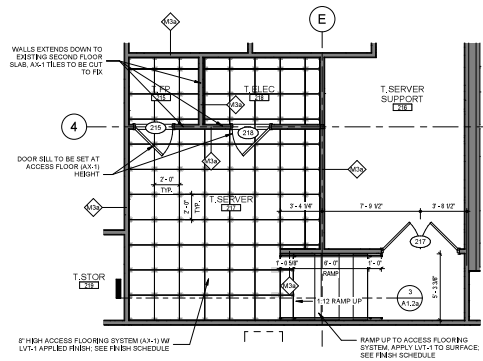 M3a
E
WALLS EXTENDS DOWN TO
EXISTING SECOND FLOOR
SLAB, AX-1 TILES TO BE CUT
TO FIX
T.FP
215
T.ELEC
218
M3a
T.SERVER
SUPPORT
216
4
215
218
M3a
M3a
DOOR SILL TO BE SET AT
ACCESS FLOOR (AX-1)
HEIGHT
2'- 0"
TYP.
2'- 0"
TYP.
M3a
T.SERVER
217
3'- 4 1/4"
7'- 9 1/2"
3'- 8 1/2"
217
T.STOR
219
1'- 0 5/8"
6'- 0"
1'- 0"
RAMP
M3a
1:12 RAMP UP
5'- 2 3/8"
3
A1.2a
8" HIGH ACCESS FLOORING SYSTEM (AX-1) W/
LVT-1 APPLIED FINISH; SEE FINISH SCHEDULE
RAMP UP TO ACCESS FLOORING
SYSTEM, APPLY LVT-1 TO SURFACE;
SEE FINISH SCHEDULE